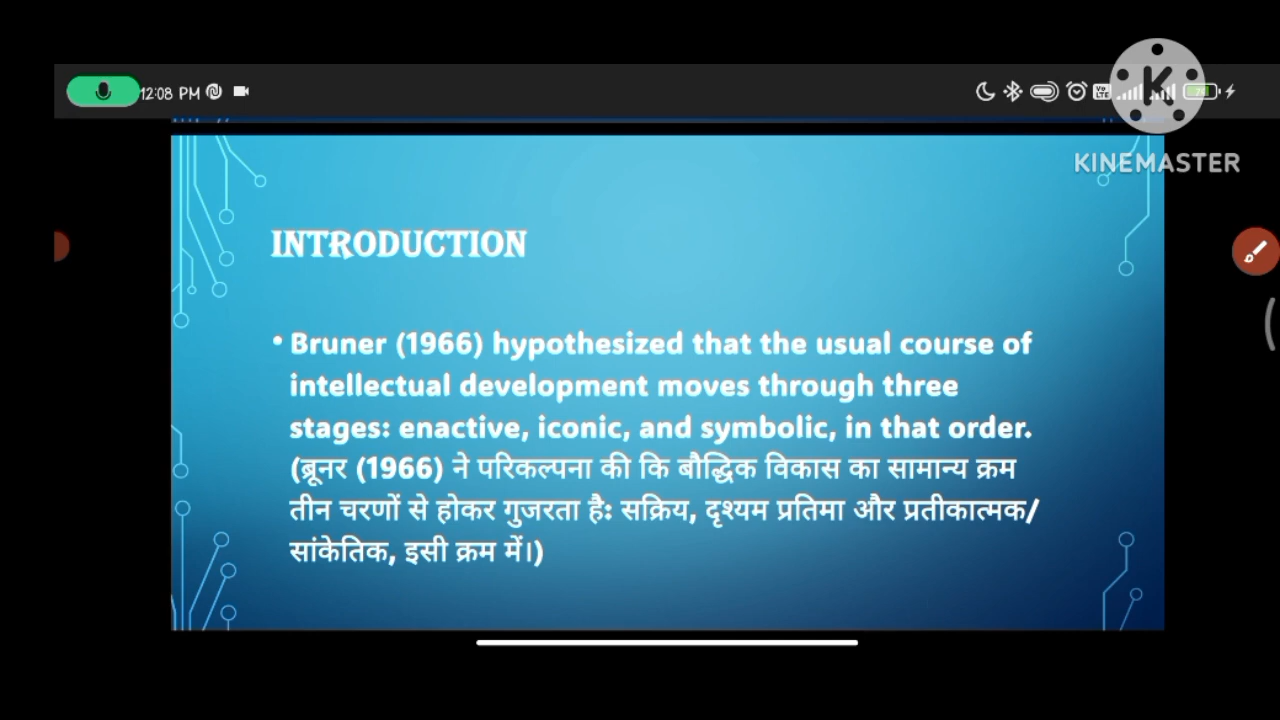 12:08 PM
KINEMASTER
INTRODUCTION
• Bruner (1966) hypothesized that the usual course of
intellectual development moves through three
stages: enactive, iconic, and symbolic, in that order.
(ब्रूनर (1966) ने परिकल्पना की कि बौद्धिक विकास का सामान्य क्रम
तीन चरणों से होकर गुजरता है: सक्रिय, दृश्यम प्रतिमा और प्रतीकात्मक/
सांकेतिक, इसी क्रम में।)